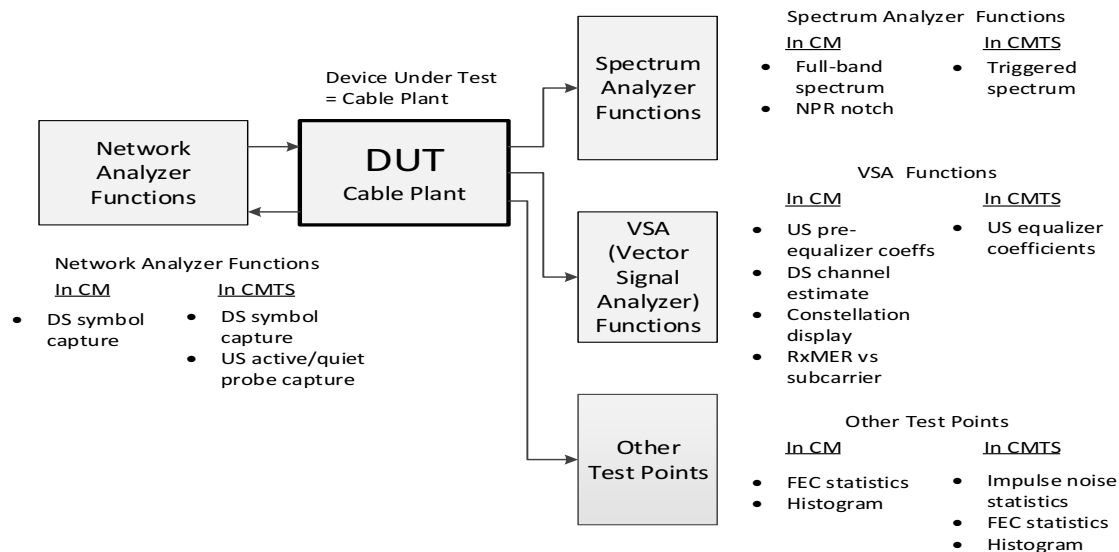 Spectrum Analyzer Functions
In CM
• Full-band
spectrum
• NPR notch
In CMTS
• Triggered
spectrum
Spectrum
Analyzer
Functions
Device Under Test
= Cable Plant
Network
Analyzer
Functions
DUT
Cable Plant
VSA Functions
In CM
• US pre-
equalizer coeffs
• DS channel
estimate
• Constellation
display
• RxMER vs
subcarrier
In CMTS
• US equalizer
coefficients
VSA
(Vector
Signal
Analyzer)
Functions
Network Analyzer Functions
In CM
• DS symbol
capture
In CMTS
• DS symbol
capture
• US active/quiet
probe capture
Other
Test Points
Other Test Points
In CM
• FEC statistics
• Histogram
In CMTS
• Impulse noise
statistics
• FEC statistics
• Histogram